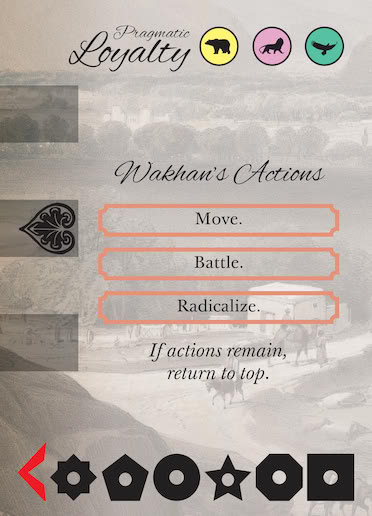 Pragmatic
Loyalty
Wakhan's Actions
Move.
Battle.
Radicalize.
If actions remain,
return to top.